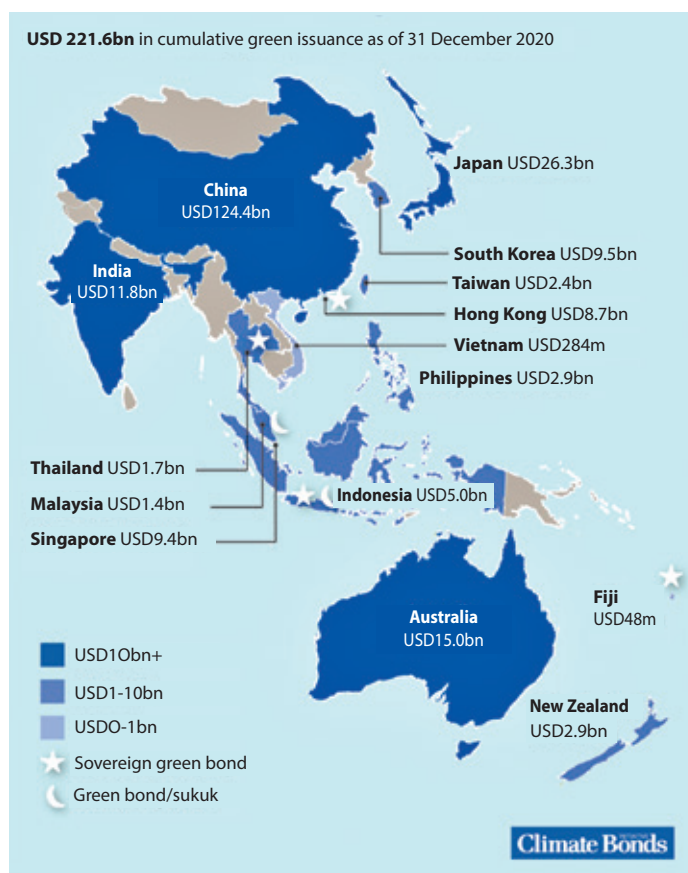 USD 221.6bn in cumulative green issuance as of 31 December 2020
Japan USD26.3bn
China
USD124.4bn
South Korea USD9.5bn
India
USD11.8bn
Taiwan USD2.4bn
Hong Kong USD8.7bn
Vietnam USD284m
Philippines USD2.9bn
Thailand USD1.7bn
Malaysia USD1.4bn
Indonesia USD5.0bn
Singapore USD9.4bn
Fiji
USD48m
Australia
USD15.0bn
USD1Obn+
USD1-10bn
USDO-1bn
Sovereign green bond
Green bond/sukuk
New Zealand
USD2.9bn
Climate Bonds